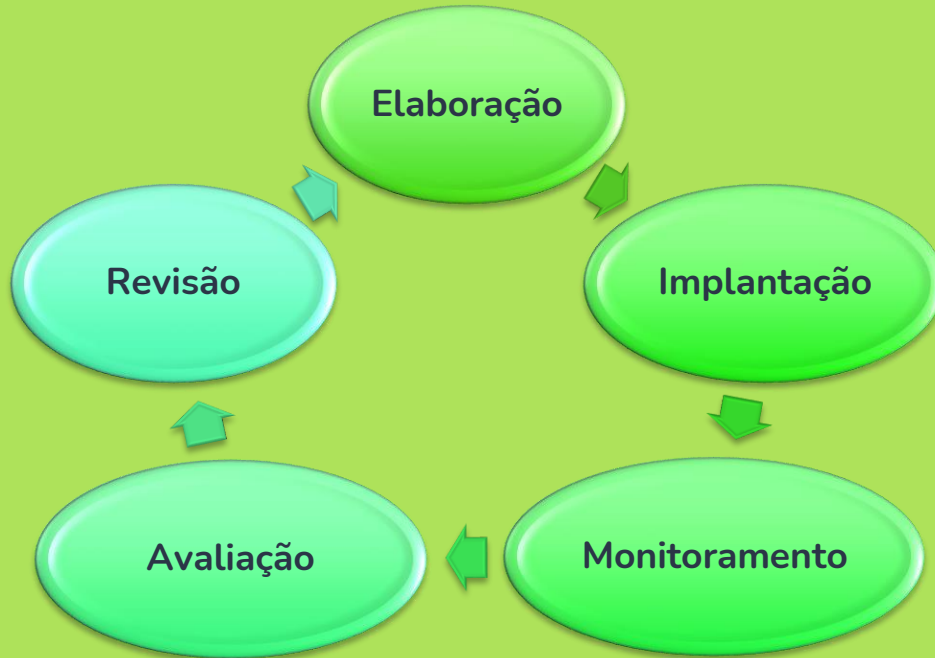 Elaboração
Implantação
Monitoramento
Avaliação
Revisão